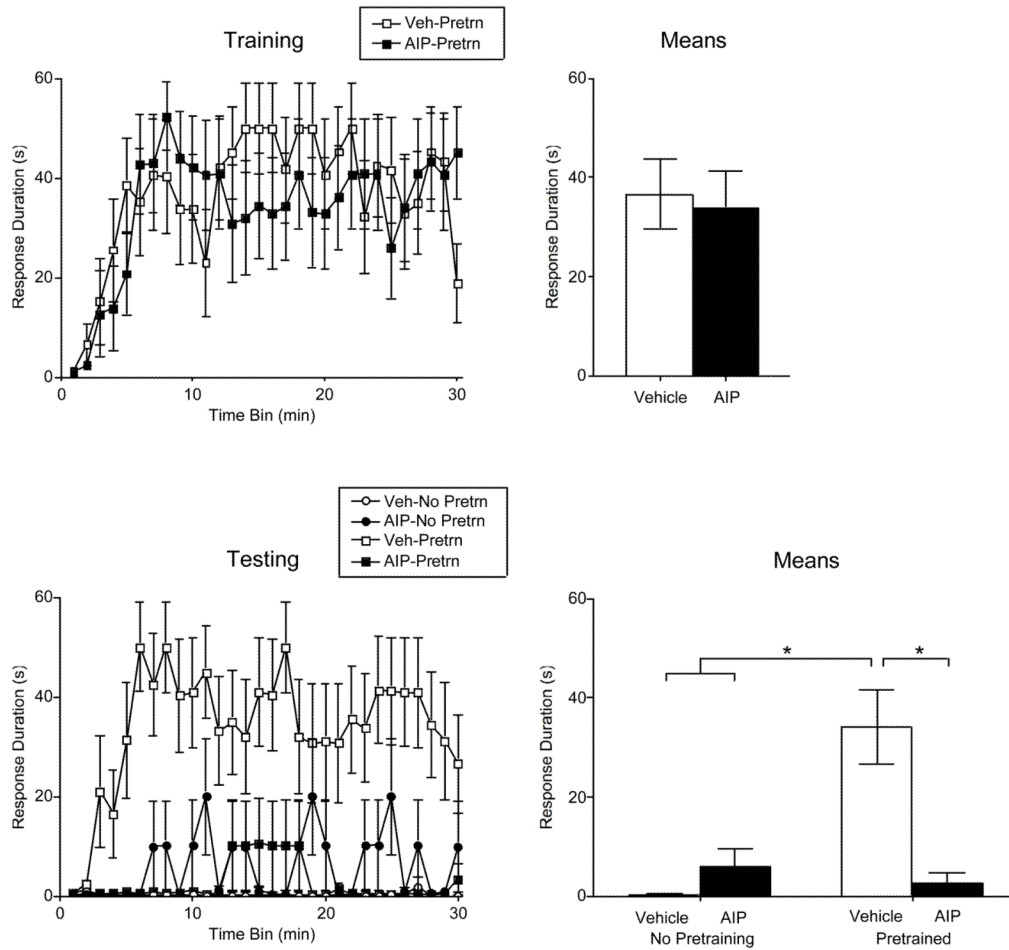 Training
Veh-Pretrn
AIP-Pretrn
Response Duration (s)
60
40
20
0
0
10
20
30
Time Bin (min)
Means
Response Duration (s)
60
40
20
0
Vehicle
AIP
Testing
Veh-No Pretrn
AIP-No Pretrn
Veh-Pretrn
AIP-Pretrn
Response Duration (s)
60
40
20
0
0
10
20
30
Time Bin (min)
Means
Response Duration (s)
60
40
20
0
*
*
Vehicle AIP
No Pretraining
Vehicle AIP
Pretrained